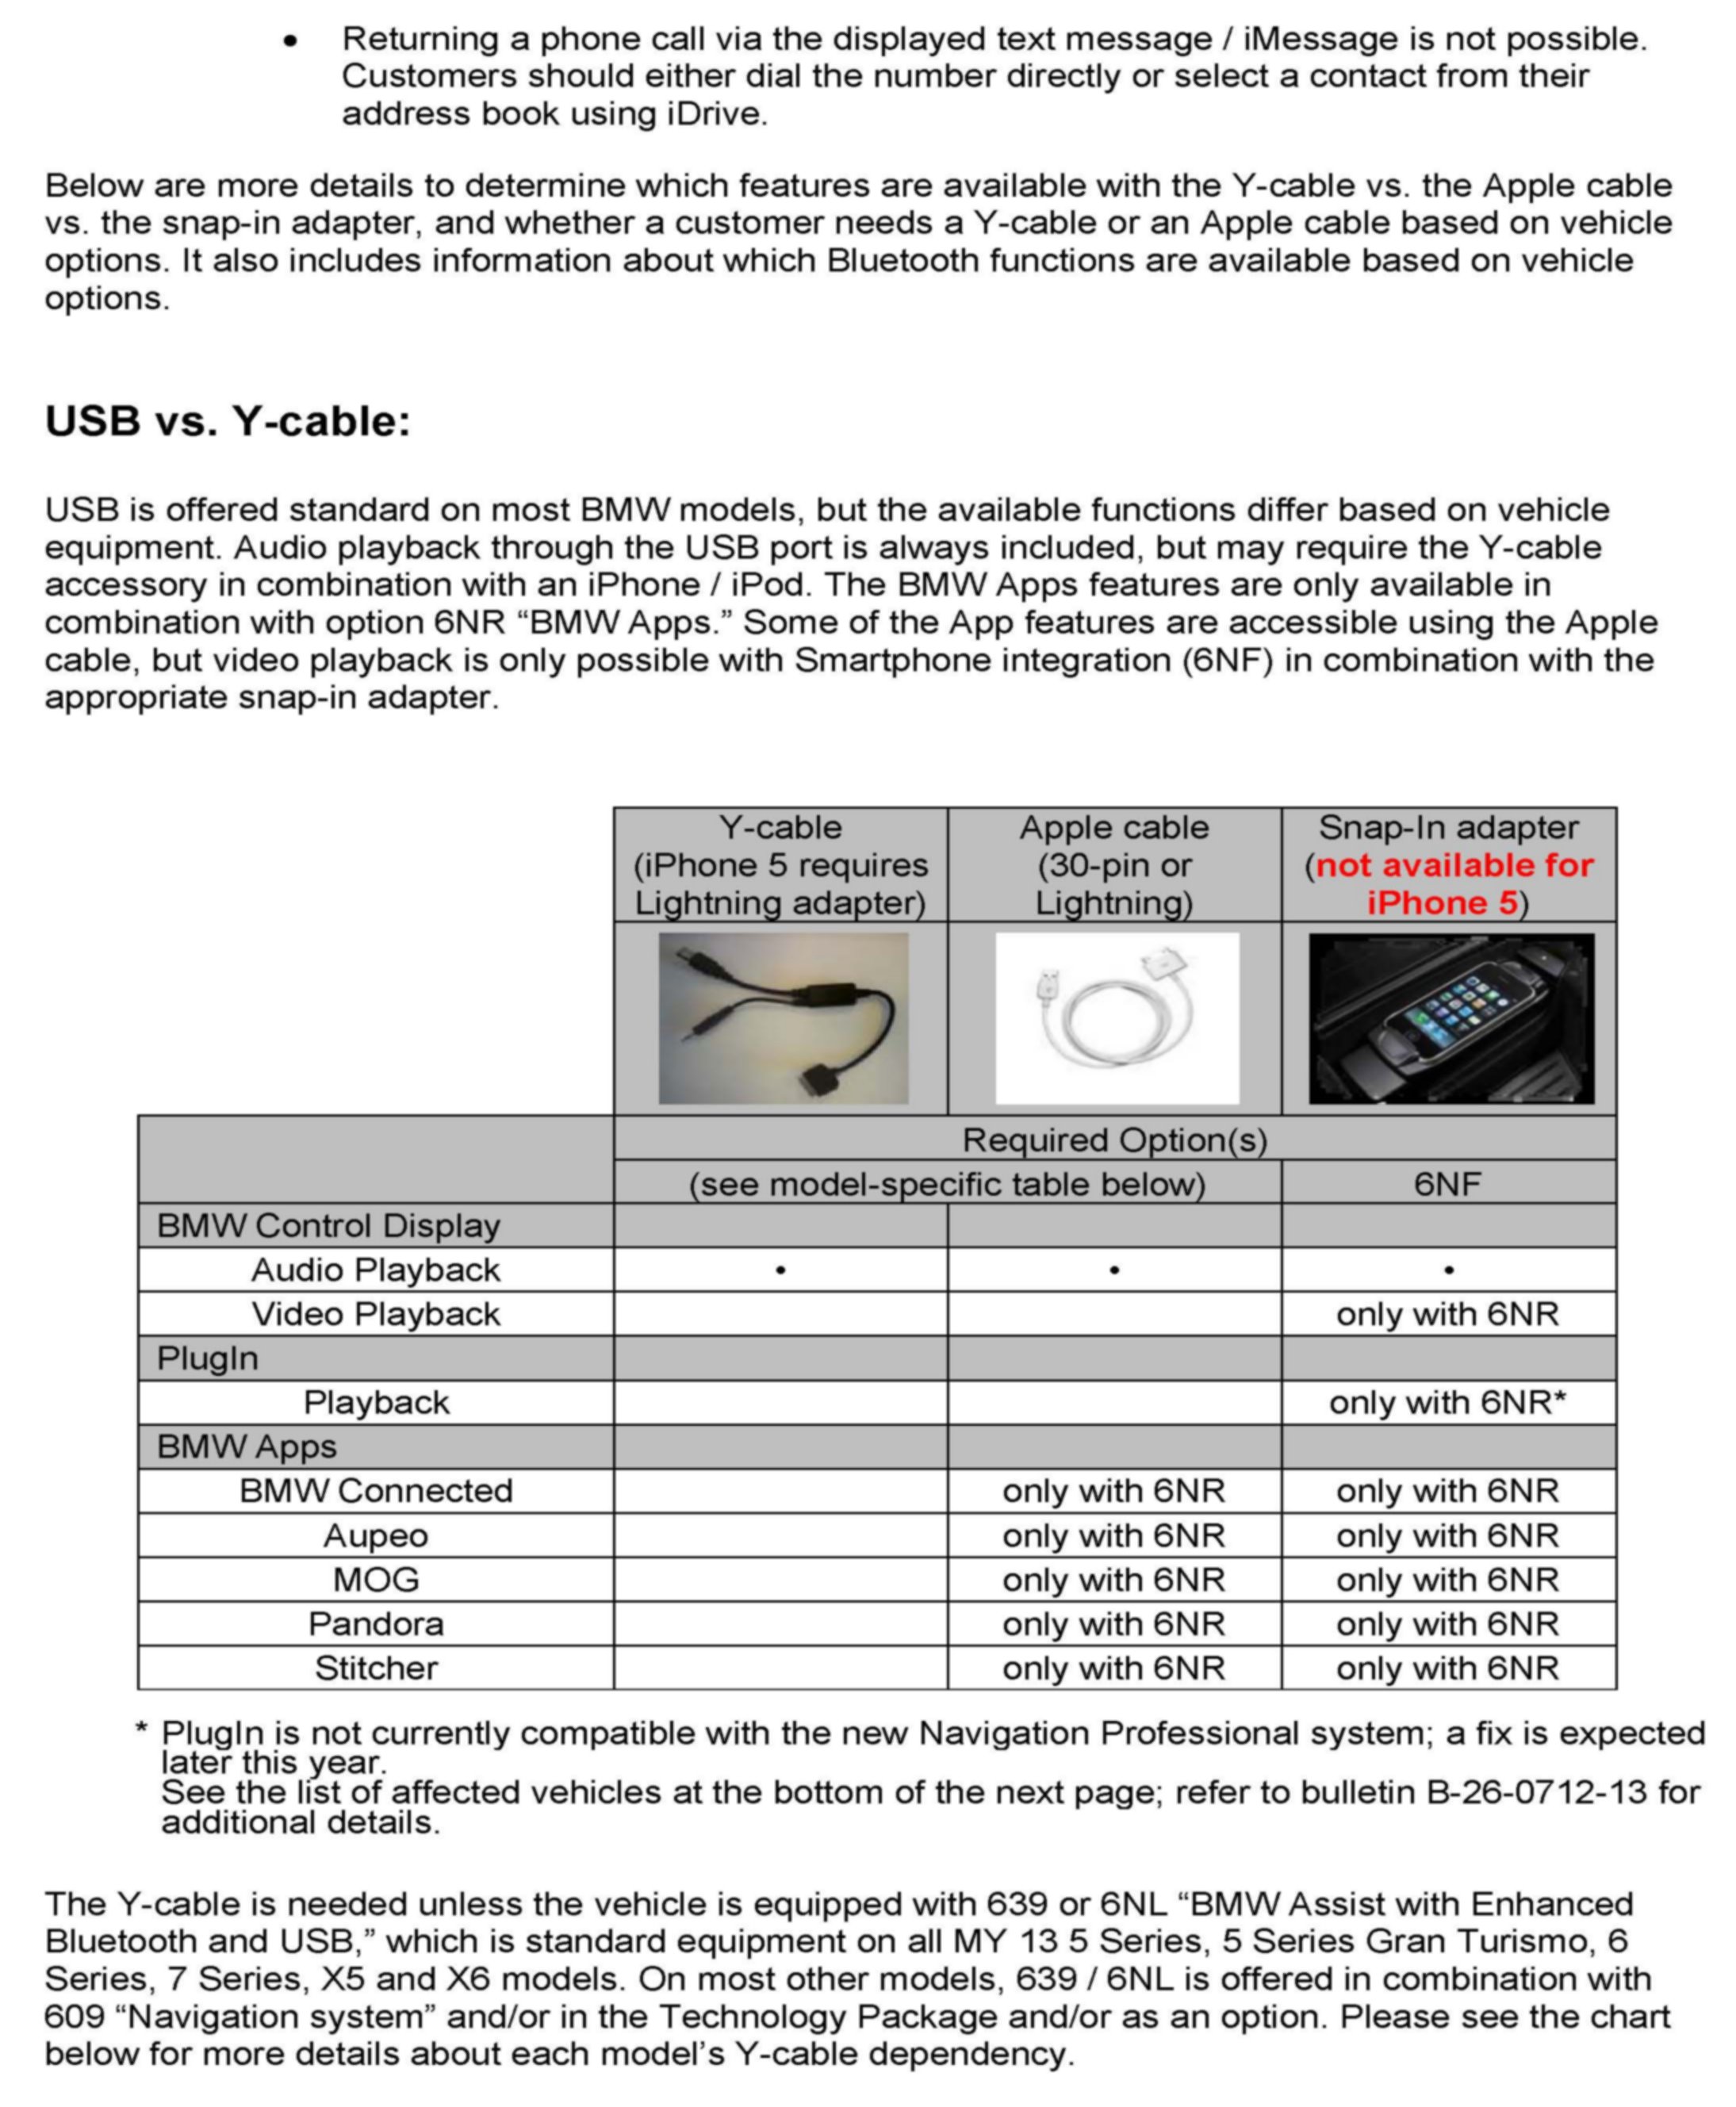 • Returning a phone call via the displayed text message / iMessage is not possible.
Customers should either dial the number directly or select a contact from their
address book using iDrive.
Below are more details to determine which features are available with the Y-cable vs. the Apple cable
vs. the snap-in adapter, and whether a customer needs a Y-cable or an Apple cable based on vehicle
options. It also includes information about which Bluetooth functions are available based on vehicle
options.
USB vs. Y-cable:
USB is offered standard on most BMW models, but the available functions differ based on vehicle
equipment. Audio playback through the USB port is always included, but may require the Y-cable
accessory in combination with an iPhone / iPod. The BMW Apps features are only available in
combination with option 6NR “BMW Apps.” Some of the App features are accessible using the Apple
cable, but video playback is only possible with Smartphone integration (6NF) in combination with the
appropriate snap-in adapter.
Y-cable Apple cable Snap-In adapter
(iPhone 5 requires (30-pin or (not available for
Lightning adapter) Lightning) iPhone 5)
Required Option(s)
(see model-specific table below) 6NF
BMW Control Display
Audio Playback • • •
Video Playback only with 6NR
PlugIn
Playback only with 6NR*
BMW Apps
BMW Connected only with 6NR only with 6NR
Aupeo only with 6NR only with 6NR
MOG only with 6NR only with 6NR
Pandora only with 6NR only with 6NR
Stitcher only with 6NR only with 6NR
* PlugIn is not currently compatible with the new Navigation Professional system; a fix is expected
later this year.
See the list of affected vehicles at the bottom of the next page; refer to bulletin B-26-0712-13 for
additional details.
The Y-cable is needed unless the vehicle is equipped with 639 or 6NL “BMW Assist with Enhanced
Bluetooth and USB,” which is standard equipment on all MY 13 5 Series, 5 Series Gran Turismo, 6
Series, 7 Series, X5 and X6 models. On most other models, 639 / 6NL is offered in combination with
609 “Navigation system” and/or in the Technology Package and/or as an option. Please see the chart
below for more details about each model’s Y-cable dependency.